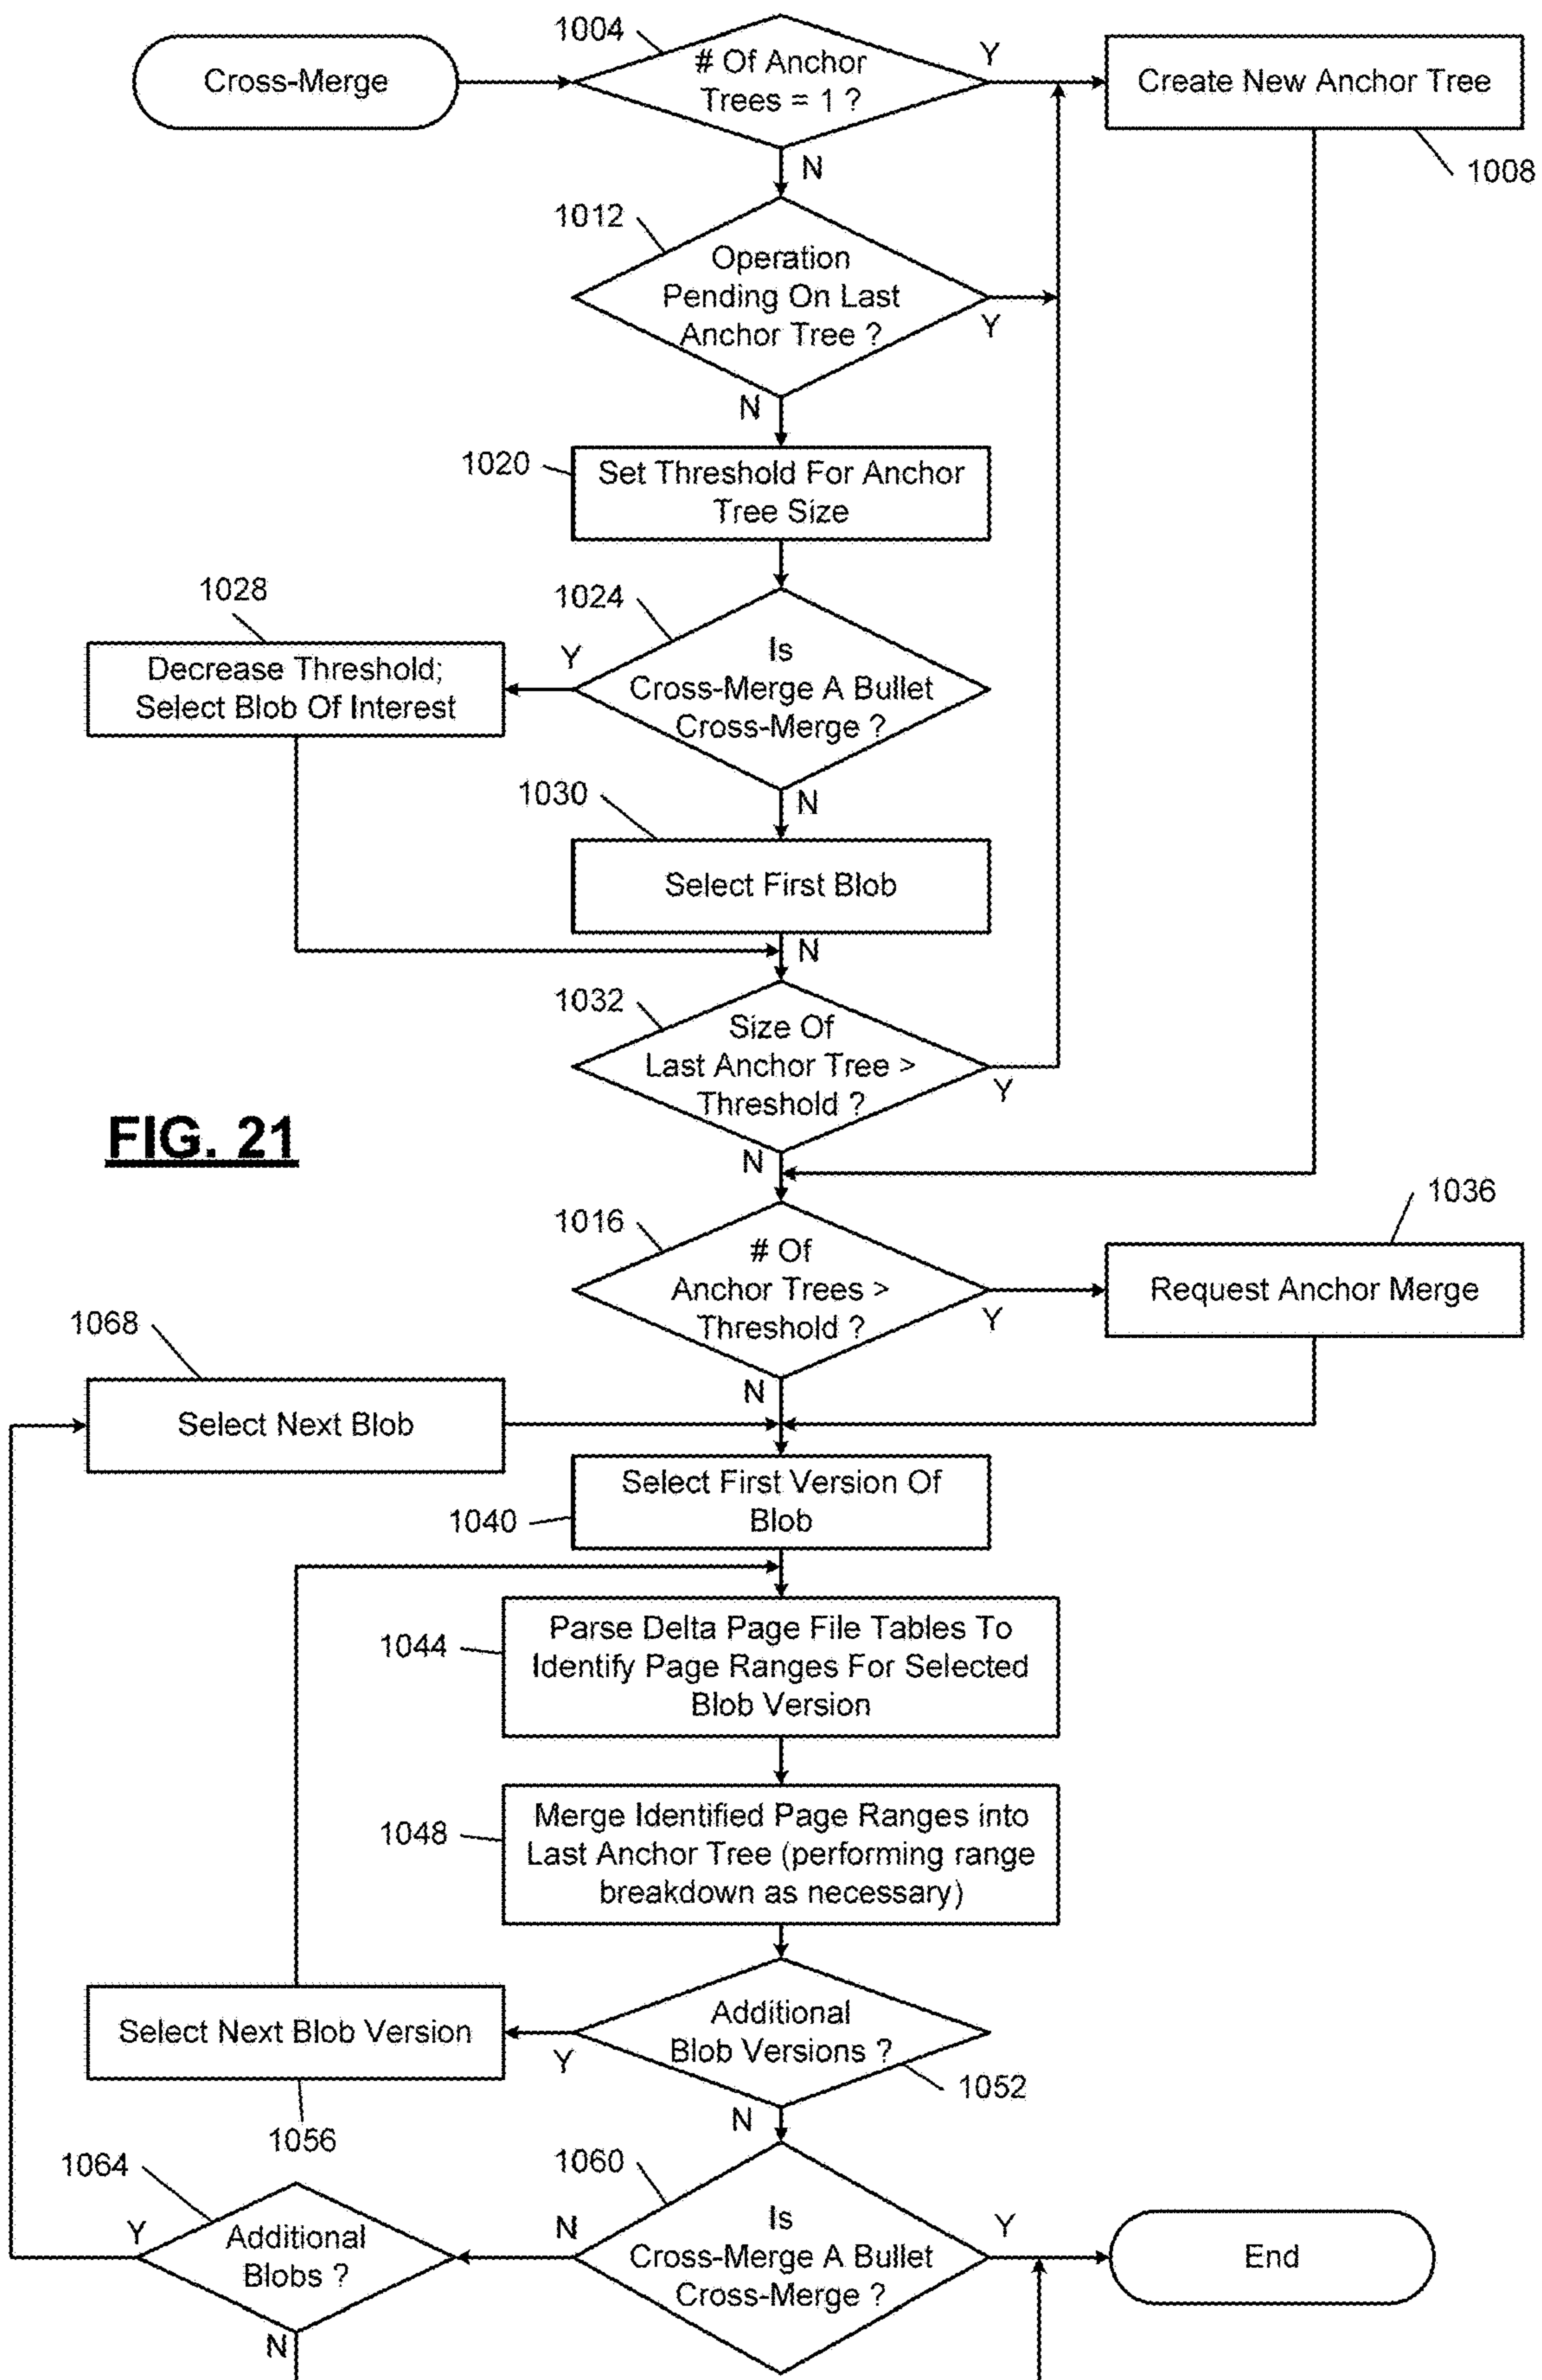 1004
Cross-Merge
# Of Anchor
Trees = 1 ?
Y
Create New Anchor Tree
1008
N
1012
Operation
Pending On Last
Anchor Tree ?
Y
N
1020
Set Threshold For Anchor
Tree Size
1028
1024
Decrease Threshold;
Select Blob Of Interest
Y
Is
Cross-Merge A Bullet
Cross-Merge ?
1030
N
Select First Blob
N
1032
Size Of
Last Anchor Tree >
Threshold ?
Y
FIG. 21
N
1036
1016
# Of
Anchor Trees >
Threshold ?
Y
Request Anchor Merge
1068
N
Select Next Blob
Select First Version Of
Blob
1040
Parse Delta Page File Tables To
Identify Page Ranges For Selected
Blob Version
1044
Merge Identified Page Ranges into
Last Anchor Tree (performing range
breakdown as necessary)
1048
Select Next Blob Version
Y
Additional
Blob Versions ?
1052
1056
N
1064
1060
Y
Additional
Blobs ?
N
Is
Cross-Merge A Bullet
Cross-Merge ?
Y
End
N